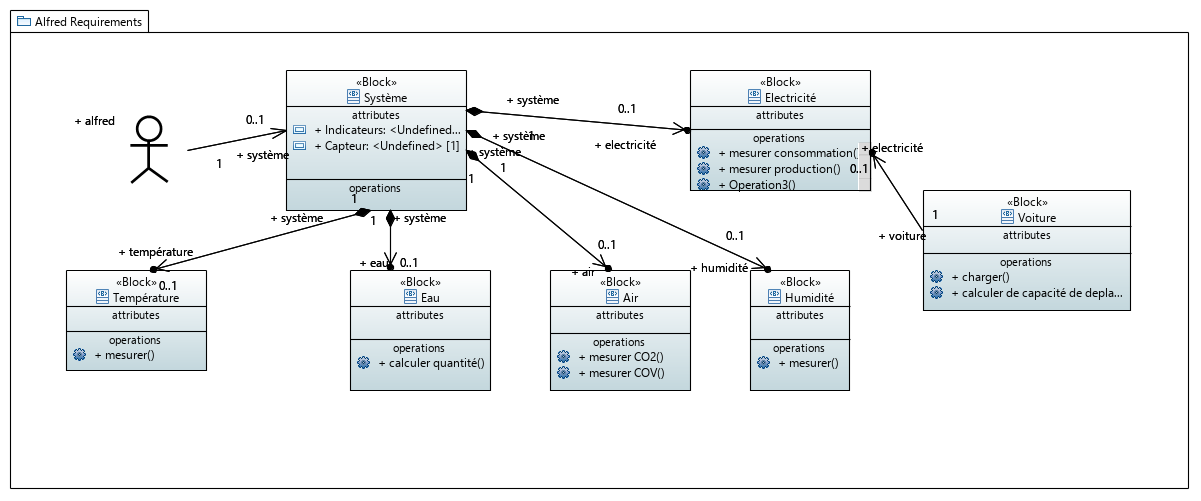 Alfred Requirements
+ alfred
1
0..1
+ système
«Block»
Système
attributes
+ Indicateurs: <Undefined...
+ Capteur: <Undefined> [1]
operations
1
+ système
1
+ système
1
+ système
0..1
+ electricité
+ système
1
système
1
«Block»
Electricité
attributes
operations
+ mesurer consommation(
+ mesurer production()
+ Operation3()
0..1
+ electricité
+ voiture
1
«Block»
Voiture
attributes
operations
+ charger()
+ calculer de capacité de depla...
+ température
0..1
«Block»
Température
attributes
operations
+ mesurer()
+ eau
0..1
«Block»
Eau
attributes
operations
+ calculer quantité()
0..1
+ air
«Block»
Air
attributes
operations
+ mesurer CO2()
+ mesurer COV()
0..1
+ humidité
«Block»
Humidité
attributes
operations
+ mesurer()